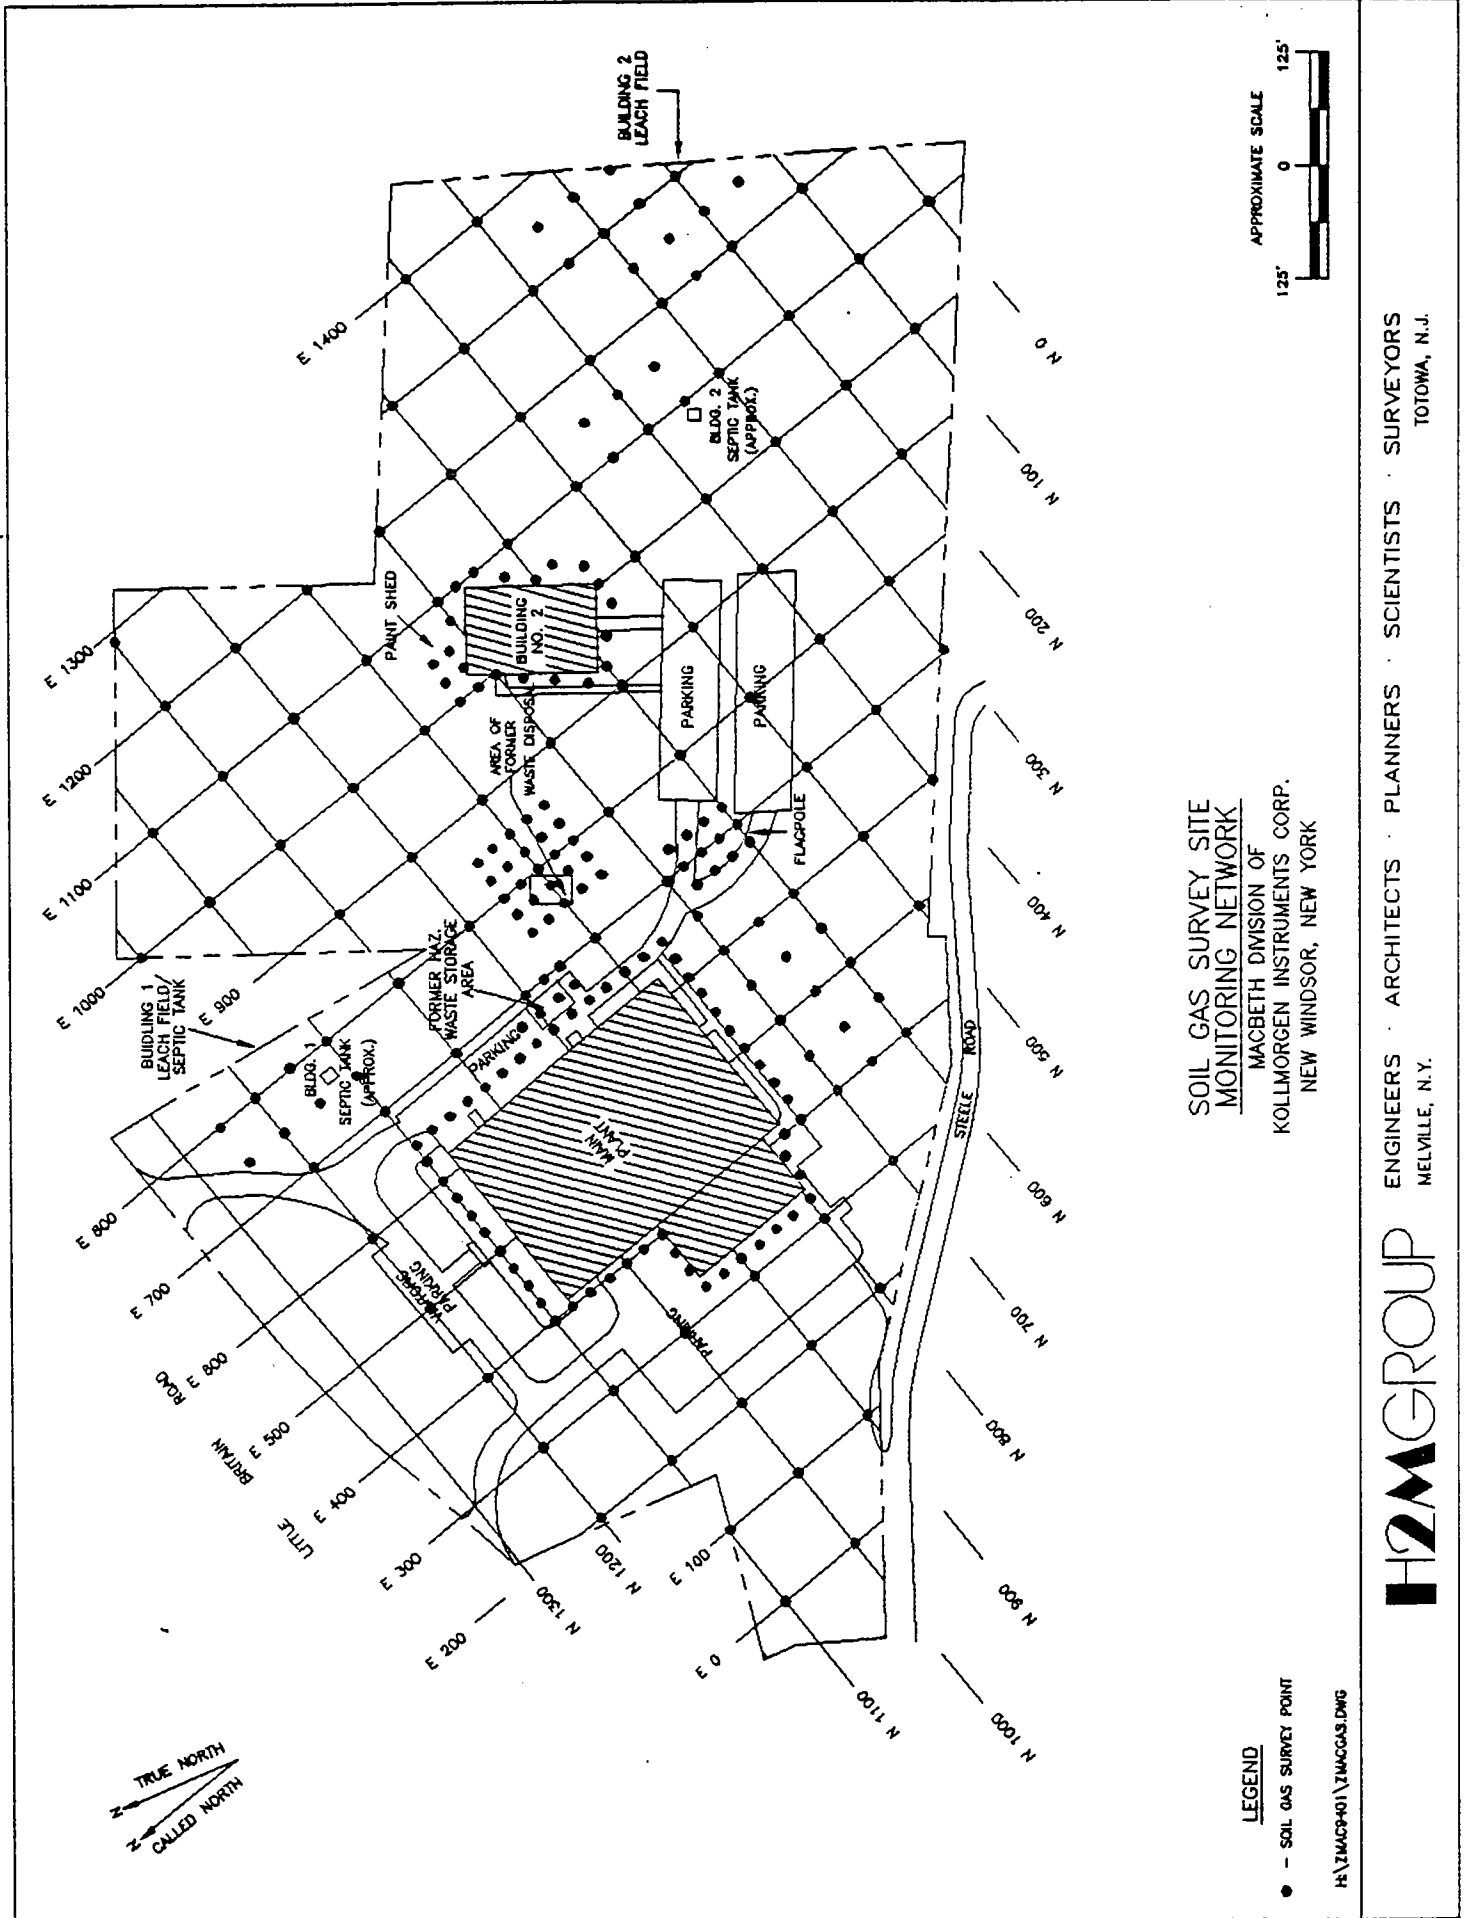 TRUE NORTH
N
CALLED NORTH
N
E 1400
E 1300
E 1200
E 1100
E 1000
E 900
E 800
E 700
E 600
E 500
E 400
E 300
E 200
E 100
E 0
LITTLE
BRITAIN
ROAD
BUIDLING 1
LEACH FIELD/
SEPTIC TANK
BLDG. 1
SEPTIC TANK
(APPROX.)
FORMER HAZ.
WASTE STORAGE
AREA
PARKING
VISITORS
PARKING
MAIN
PLANT
PARKING
AREA OF
FORMER
WASTE DISPOSAL
PAINT SHED
BUILDING
NO. 2
PARKING
PARKING
FLAGPOLE
BLDG. 2
SEPTIC TANK
(APPROX.)
BUILDING 2
LEACH FIELD
STEELE ROAD
N 0
N 100
N 200
N 300
N 400
N 500
N 600
N 700
N 800
N 900
N 1000
N 1100
N 1200
N 1300
APPROXIMATE SCALE
125' 0 125'
SOIL GAS SURVEY SITE
MONITORING NETWORK
MACBETH DIVISION OF
KOLLMORGEN INSTRUMENTS CORP.
NEW WINDSOR, NEW YORK
LEGEND
● - SOIL GAS SURVEY POINT
H:\ZMAC9401\ZMACGAS.DWG
H2MGROUP
ENGINEERS · ARCHITECTS · PLANNERS · SCIENTISTS · SURVEYORS
MELVILLE, N.Y. TOTOWA, N.J.